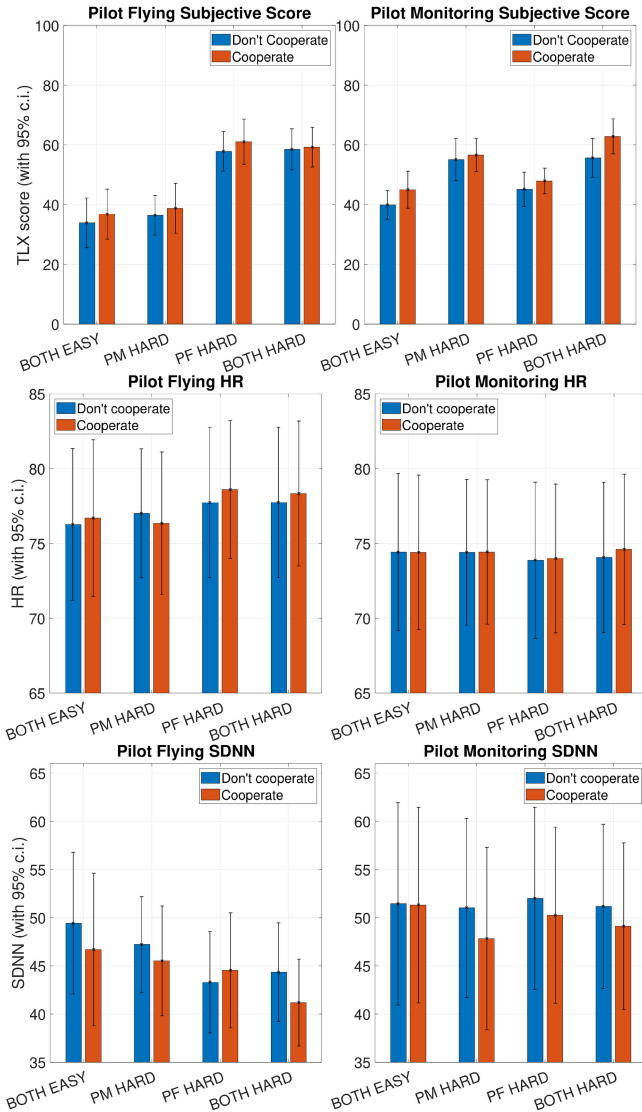 Pilot Flying Subjective Score
Pilot Monitoring Subjective Score
TLX score (with 95% c.i.)
100
80
60
40
20
0
Don't Cooperate
Cooperate
BOTH EASY
PM HARD
PF HARD
BOTH HARD
100
80
60
40
20
0
Don't Cooperate
Cooperate
BOTH EASY
PM HARD
PF HARD
BOTH HARD
Pilot Flying HR
Pilot Monitoring HR
HR (with 95% c.i.)
85
80
75
70
65
Don't cooperate
Cooperate
BOTH EASY
PM HARD
PF HARD
BOTH HARD
85
80
75
70
65
Don't cooperate
Cooperate
BOTH EASY
PM HARD
PF HARD
BOTH HARD
Pilot Flying SDNN
Pilot Monitoring SDNN
SDNN (with 95% c.i.)
65
60
55
50
45
40
35
Don't cooperate
Cooperate
BOTH EASY
PM HARD
PF HARD
BOTH HARD
65
60
55
50
45
40
35
Don't cooperate
Cooperate
BOTH EASY
PM HARD
PF HARD
BOTH HARD